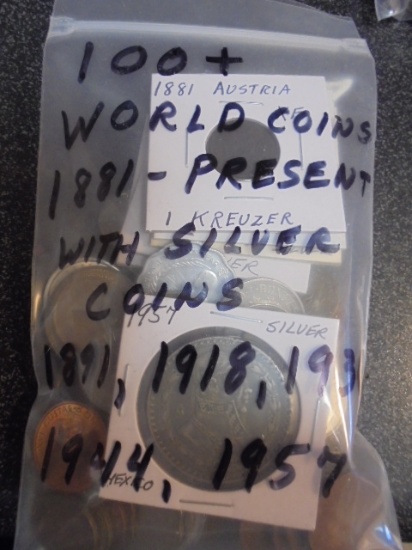 100+
1881 AUSTRIA
WORLD COINS
1881 - PRESENT
1 KREUZER
WITH SILVER
COINS
1957 SILVER
1891, 1918, 193
1944, 1957
MEXICO